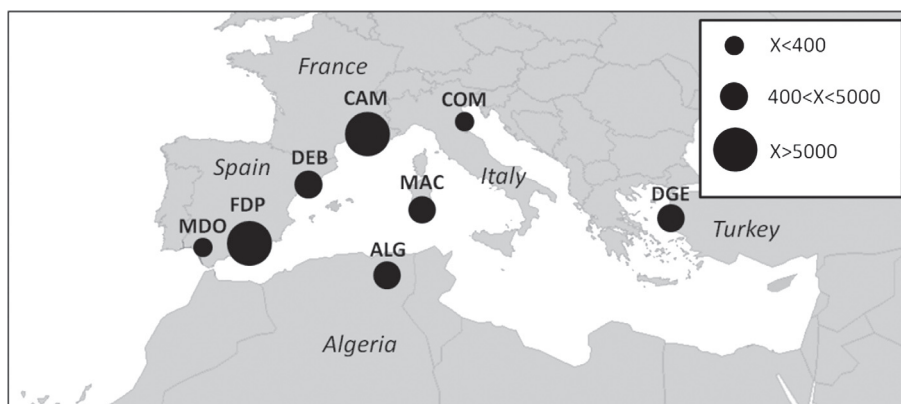 France
CAM
COM
X<400
400<X<5000
X>5000
Spain
DEB
Italy
MAC
DGE
FDP
MDO
Turkey
ALG
Algeria